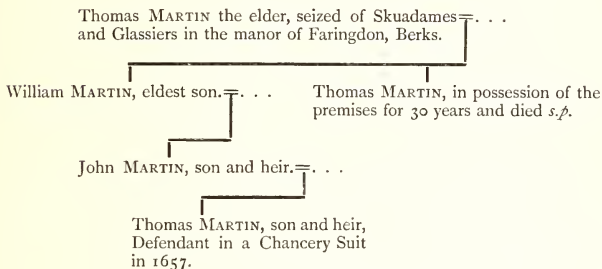 Thomas MARTIN the elder, seized of Skuadames=. . .
and Glassiers in the manor of Faringdon, Berks.
William MARTIN, eldest son.=. . .
Thomas MARTIN, in possession of the
premises for 30 years and died s.p.
John MARTIN, son and heir.=. . .
Thomas MARTIN, son and heir,
Defendant in a Chancery Suit
in 1657.